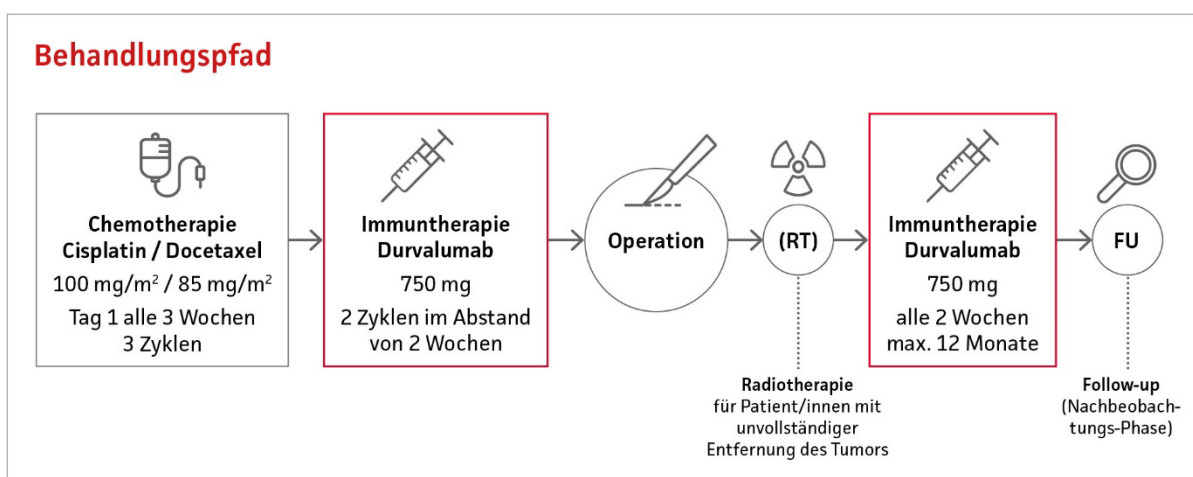 Behandlungspfad
Chemotherapie
Cisplatin / Docetaxel
100 mg/m² / 85 mg/m²
Tag 1 alle 3 Wochen
3 Zyklen
Immuntherapie
Durvalumab
750 mg
2 Zyklen im Abstand
von 2 Wochen
Operation
(RT)
Radiotherapie
für Patient/innen mit
unvollständiger
Entfernung des Tumors
Immuntherapie
Durvalumab
750 mg
alle 2 Wochen
max. 12 Monate
FU
Follow-up
(Nachbeobach-
tungs-Phase)